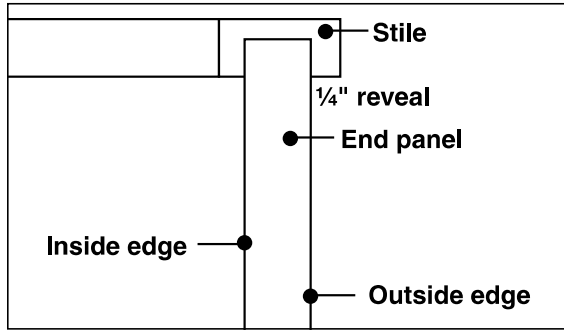 Stile
¼" reveal
End panel
Inside edge
Outside edge